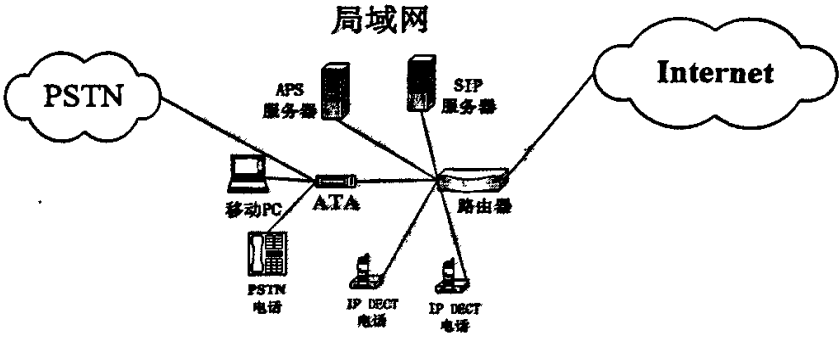 局域网
PSTN
APS
服务器
SIP
服务器
Internet
移动PC
ATA
路由器
PSTN
电话
IP DECT
电话
IP DECT
电话